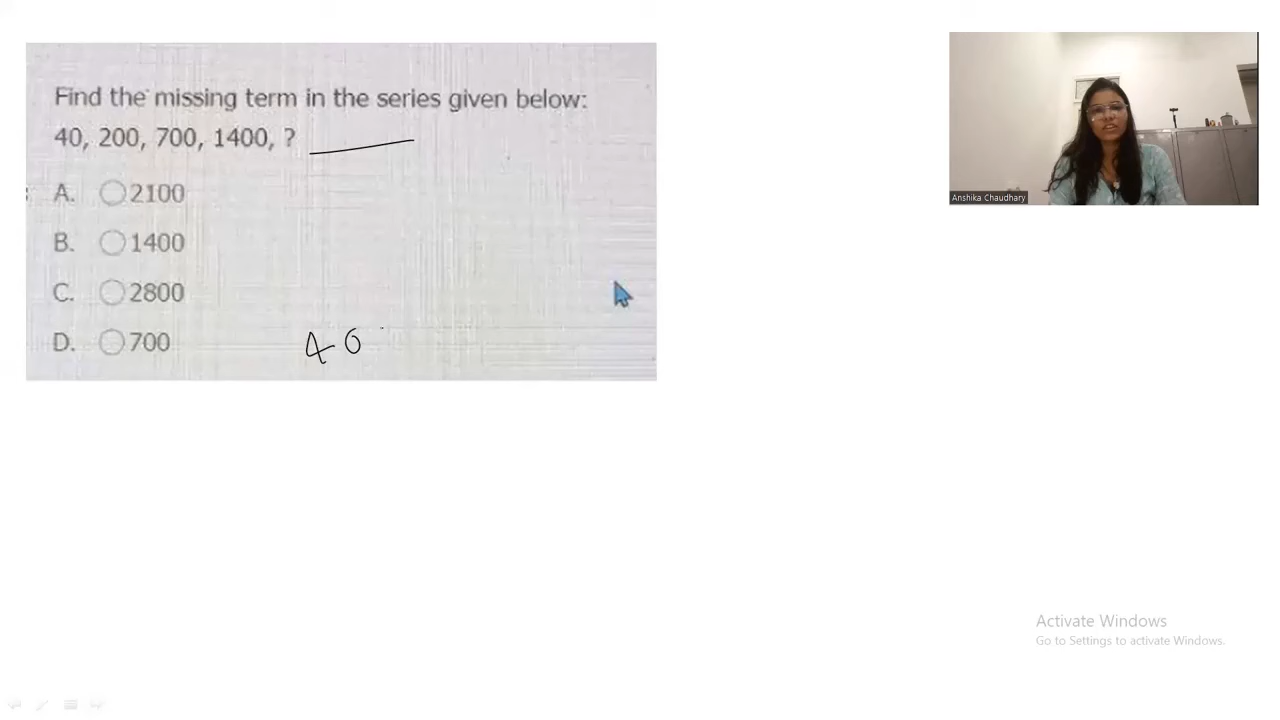 Find the missing term in the series given below:
40, 200, 700, 1400, ?
A. 2100
B. 1400
C. 2800
D. 700
40
Anshika Chaudhary
Activate Windows
Go to Settings to activate Windows.